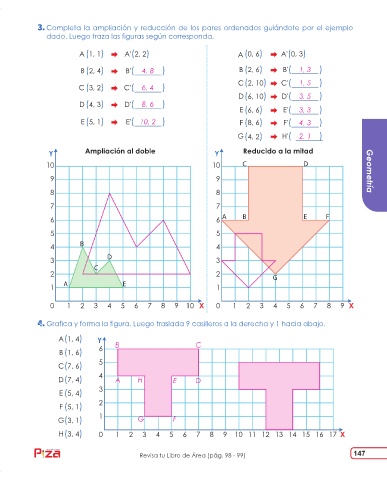 3. Completa la ampliación y reducción de los pares ordenados guiándote por el ejemplo
dado. Luego traza las figuras según corresponda.
A (1, 1) ➡ A'(2, 2)
B (2, 4) ➡ B'( 4, 8 )
C (3, 2) ➡ C'( 6, 4 )
D (4, 3) ➡ D'( 8, 6 )
E (5, 1) ➡ E'( 10, 2 )
A (0, 6) ➡ A'(0, 3)
B (2, 6) ➡ B'( 1, 3 )
C (2, 10) ➡ C'( 1, 5 )
D (6, 10) ➡ D'( 3, 5 )
E (6, 6) ➡ E'( 3, 3 )
F (8, 6) ➡ F'( 4, 3 )
G (4, 2) ➡ H'( 2, 1 )
Ampliación al doble
Y
10
9
8
7
6
5
4
3
2
1
0 1 2 3 4 5 6 7 8 9 10 X
B
D
C
A E
Reducido a la mitad
Y
10
9
8
7
6
5
4
3
2
1
0 1 2 3 4 5 6 7 8 9 X
C D
A B E F
G
Geometría
4. Grafica y forma la figura. Luego traslada 9 casilleros a la derecha y 1 hacia abajo.
A (1, 4)
B (1, 6)
C (7, 6)
D (7, 4)
E (5, 4)
F (5, 1)
G (3, 1)
H (3, 4)
Y
6
5
4
3
2
1
0 1 2 3 4 5 6 7 8 9 10 11 12 13 14 15 16 17 X
B C
A H E D
G F
Pizza
Revisa tu Libro de Área (pág. 98 - 99)
147